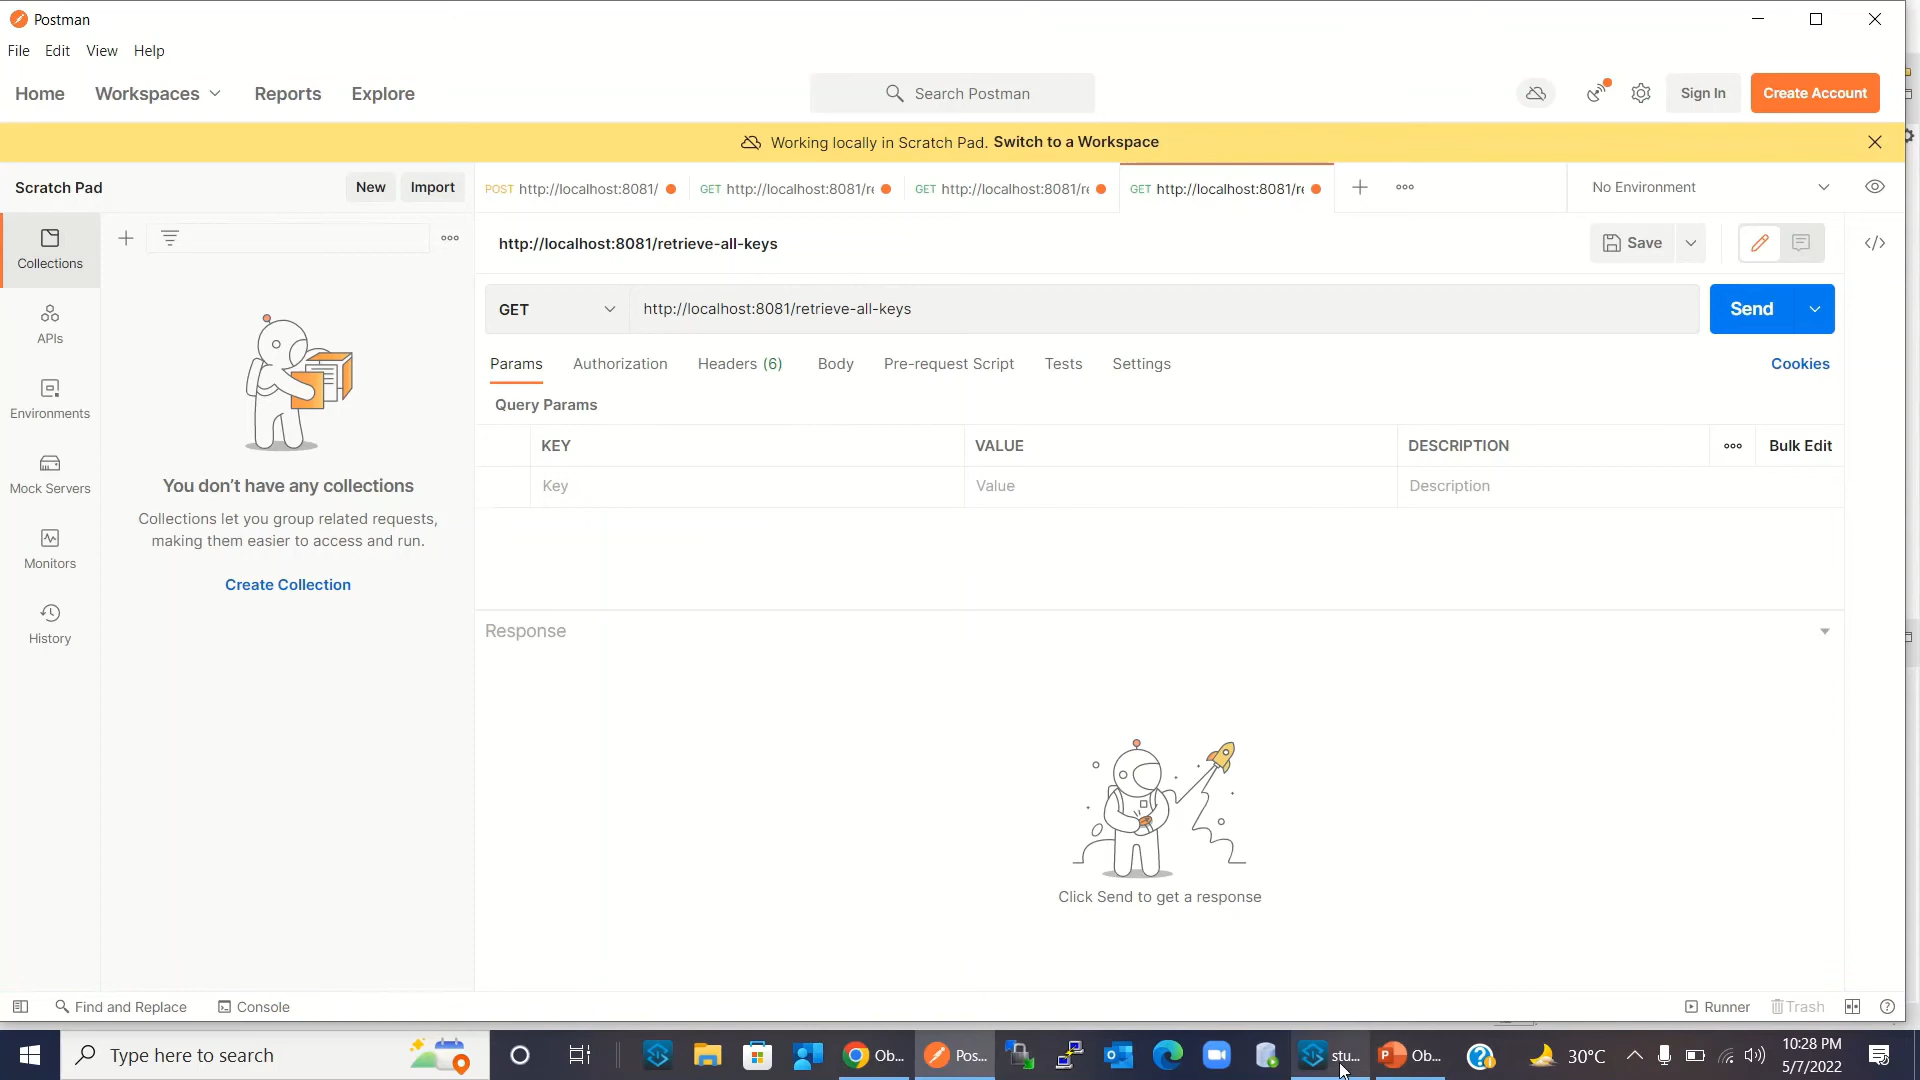 Postman
File Edit View Help
Home Workspaces Reports Explore
Search Postman
Sign In
Create Account
Working locally in Scratch Pad. Switch to a Workspace
Scratch Pad
New
Import
POST http://localhost:8081/
GET http://localhost:8081/re
GET http://localhost:8081/re
GET http://localhost:8081/re
No Environment
Collections
APIs
Environments
Mock Servers
Monitors
History
You don't have any collections
Collections let you group related requests,
making them easier to access and run.
Create Collection
http://localhost:8081/retrieve-all-keys
Save
GET
http://localhost:8081/retrieve-all-keys
Send
Params Authorization Headers (6) Body Pre-request Script Tests Settings
Cookies
Query Params
KEY VALUE DESCRIPTION
Bulk Edit
Key Value Description
Response
Click Send to get a response
Find and Replace
Console
Runner
Trash
Type here to search
Ob...
Pos...
stu...
Ob...
30°C
10:28 PM
5/7/2022